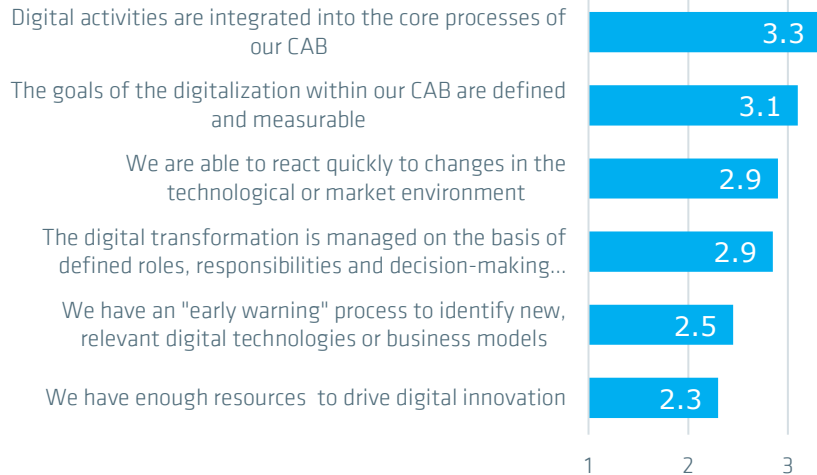 Digital activities are integrated into the core processes of
our CAB
3.3
The goals of the digitalization within our CAB are defined
and measurable
3.1
We are able to react quickly to changes in the
technological or market environment
2.9
The digital transformation is managed on the basis of
defined roles, responsibilities and decision-making...
2.9
We have an "early warning" process to identify new,
relevant digital technologies or business models
2.5
We have enough resources  to drive digital innovation
2.3
1 2 3